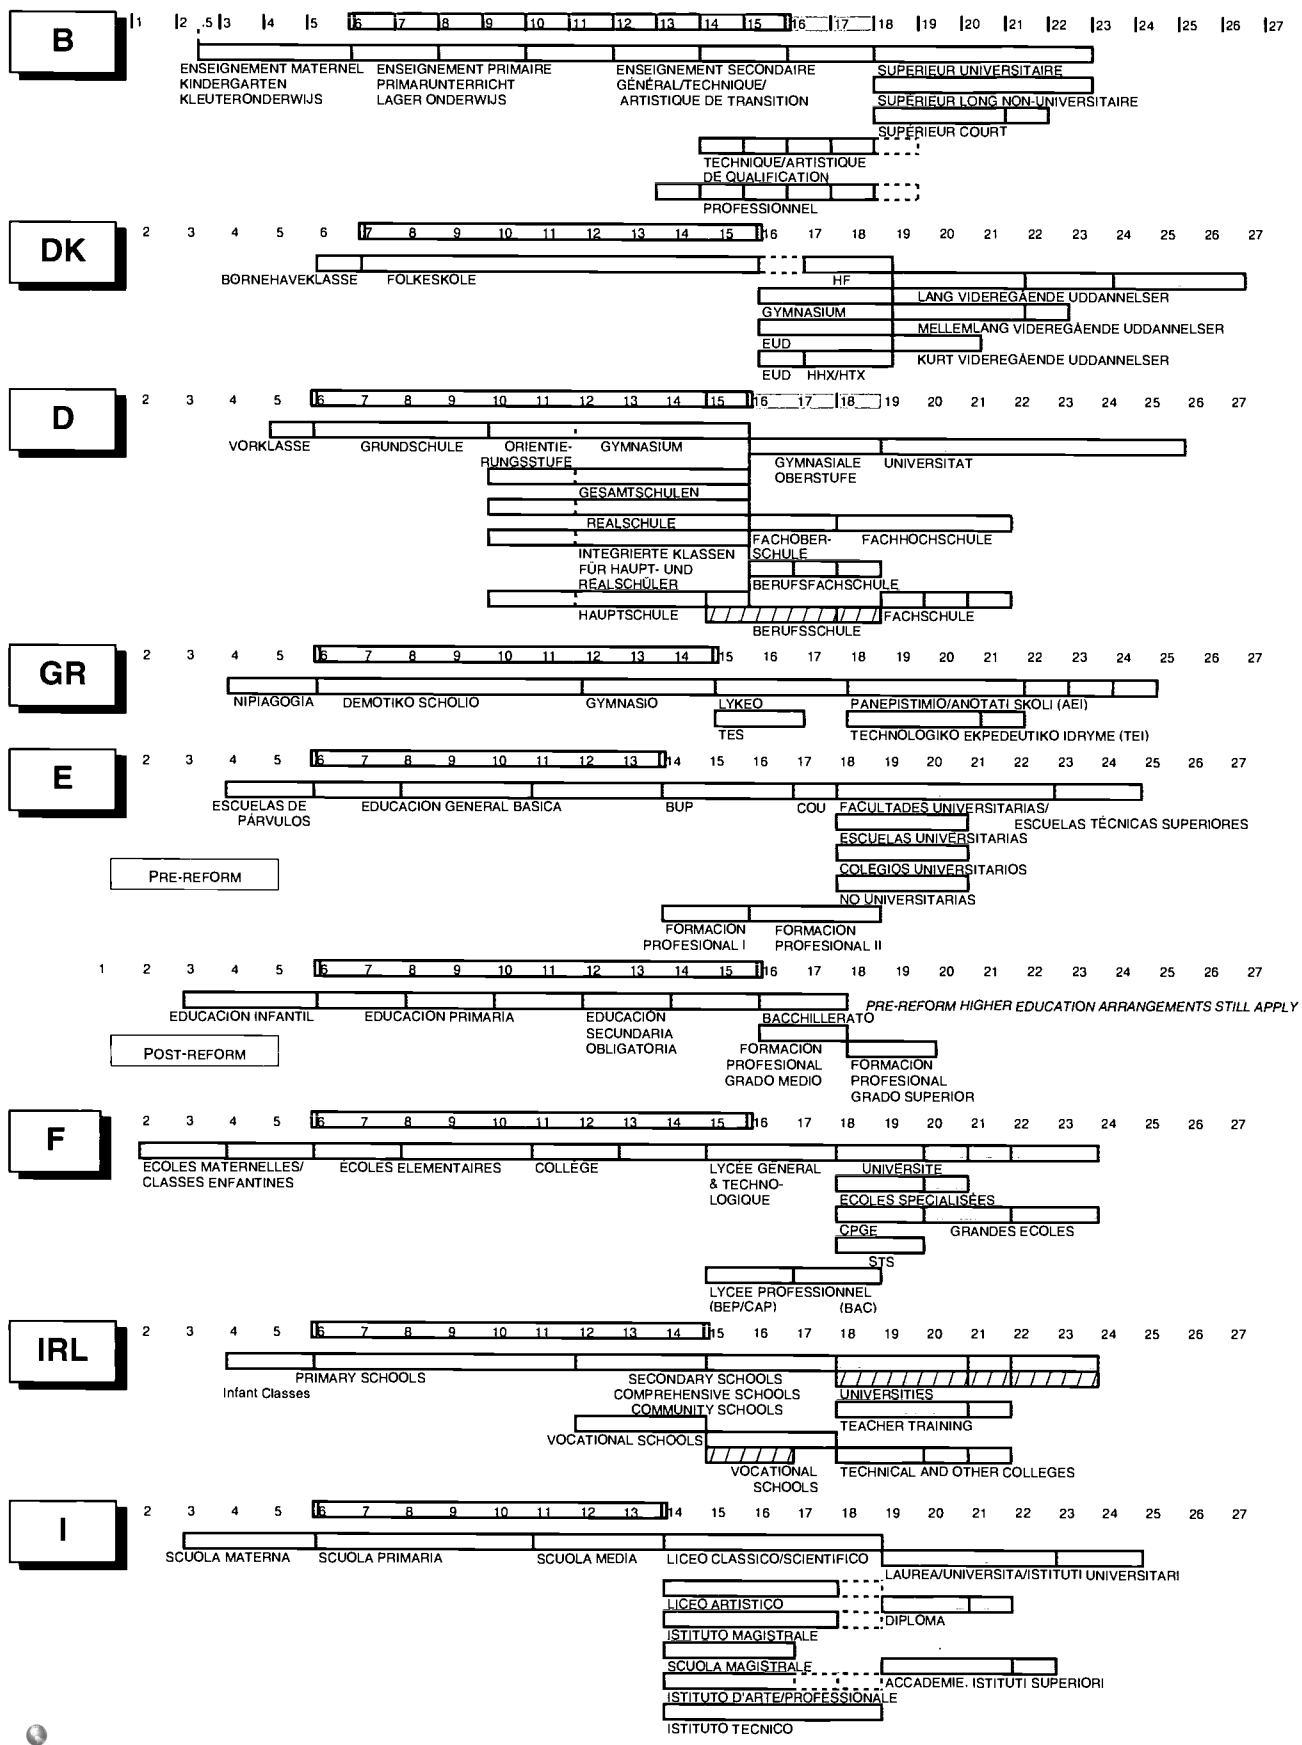 B
1 2 .5 3 4 5 6 7 8 9 10 11 12 13 14 15 16 17 18 19 20 21 22 23 24 25 26 27
ENSEIGNEMENT MATERNEL ENSEIGNEMENT PRIMAIRE ENSEIGNEMENT SECONDAIRE SUPERIEUR UNIVERSITAIRE
KINDERGARTEN PRIMARUNTERRICHT GÉNÉRAL/TECHNIQUE/
KLEUTERONDERWIJS LAGER ONDERWIJS ARTISTIQUE DE TRANSITION SUPÉRIEUR LONG NON-UNIVERSITAIRE
SUPÉRIEUR COURT
TECHNIQUE/ARTISTIQUE
DE QUALIFICATION
PROFESSIONNEL
DK
2 3 4 5 6 7 8 9 10 11 12 13 14 15 16 17 18 19 20 21 22 23 24 25 26 27
BØRNEHAVEKLASSE FOLKESKOLE HF
LANG VIDEREGÅENDE UDDANNELSER
GYMNASIUM
MELLEMLANG VIDEREGÅENDE UDDANNELSER
EUD
KURT VIDEREGÅENDE UDDANNELSER
EUD HHX/HTX
D
2 3 4 5 6 7 8 9 10 11 12 13 14 15 16 17 18 19 20 21 22 23 24 25 26 27
VORKLASSE GRUNDSCHULE ORIENTIE- GYMNASIUM
RUNGSSTUFE GYMNASIALE UNIVERSITAT
OBERSTUFE
GESAMTSCHULEN
REALSCHULE FACHOBER- FACHHOCHSCHULE
INTEGRIERTE KLASSEN SCHULE
FÜR HAUPT- UND
REALSCHÜLER BERUFSFACHSCHULE
HAUPTSCHULE FACHSCHULE
BERUFSSCHULE
GR
2 3 4 5 6 7 8 9 10 11 12 13 14 15 16 17 18 19 20 21 22 23 24 25 26 27
NIPIAGOGIA DEMOTIKO SCHOLIO GYMNASIO LYKEO PANEPISTIMIO/ANOTATI SKOLI (AEI)
TES TECHNOLOGIKO EKPEDEUTIKO IDRYME (TEI)
E
2 3 4 5 6 7 8 9 10 11 12 13 14 15 16 17 18 19 20 21 22 23 24 25 26 27
ESCUELAS DE EDUCACION GENERAL BASICA BUP COU FACULTADES UNIVERSITARIAS/
PÁRVULOS ESCUELAS TÉCNICAS SUPERIORES
ESCUELAS UNIVERSITARIAS
COLEGIOS UNIVERSITARIOS
PRE-REFORM
NO UNIVERSITARIAS
FORMACION FORMACION
PROFESIONAL I PROFESIONAL II
1 2 3 4 5 6 7 8 9 10 11 12 13 14 15 16 17 18 19 20 21 22 23 24 25 26 27
PRE-REFORM HIGHER EDUCATION ARRANGEMENTS STILL APPLY
EDUCACION INFANTIL EDUCACION PRIMARIA EDUCACIÓN BACCHILLERATO
SECUNDARIA
OBLIGATORIA FORMACION
POST-REFORM
PROFESIONAL FORMACION
GRADO MEDIO PROFESIONAL
GRADO SUPERIOR
F
2 3 4 5 6 7 8 9 10 11 12 13 14 15 16 17 18 19 20 21 22 23 24 25 26 27
ECOLES MATERNELLES/ ÉCOLES ELEMENTAIRES COLLÈGE LYCÉE GÉNÉRAL UNIVERSITE
CLASSES ENFANTINES & TECHNO-
LOGIQUE ECOLES SPECIALISÉES
CPGE GRANDES ECOLES
STS
LYCEE PROFESSIONNEL
(BEP/CAP) (BAC)
IRL
2 3 4 5 6 7 8 9 10 11 12 13 14 15 16 17 18 19 20 21 22 23 24 25 26 27
PRIMARY SCHOOLS SECONDARY SCHOOLS
Infant Classes COMPREHENSIVE SCHOOLS UNIVERSITIES
COMMUNITY SCHOOLS
TEACHER TRAINING
VOCATIONAL SCHOOLS
VOCATIONAL TECHNICAL AND OTHER COLLEGES
SCHOOLS
I
2 3 4 5 6 7 8 9 10 11 12 13 14 15 16 17 18 19 20 21 22 23 24 25 26 27
SCUOLA MATERNA SCUOLA PRIMARIA SCUOLA MEDIA LICEO CLASSICO/SCIENTIFICO
LAUREA/UNIVERSITA/ISTITUTI UNIVERSITARI
LICEO ARTISTICO
DIPLOMA
ISTITUTO MAGISTRALE
SCUOLA MAGISTRALE
ACCADEMIE. ISTITUTI SUPERIORI
ISTITUTO D'ARTE/PROFESSIONALE
ISTITUTO TECNICO